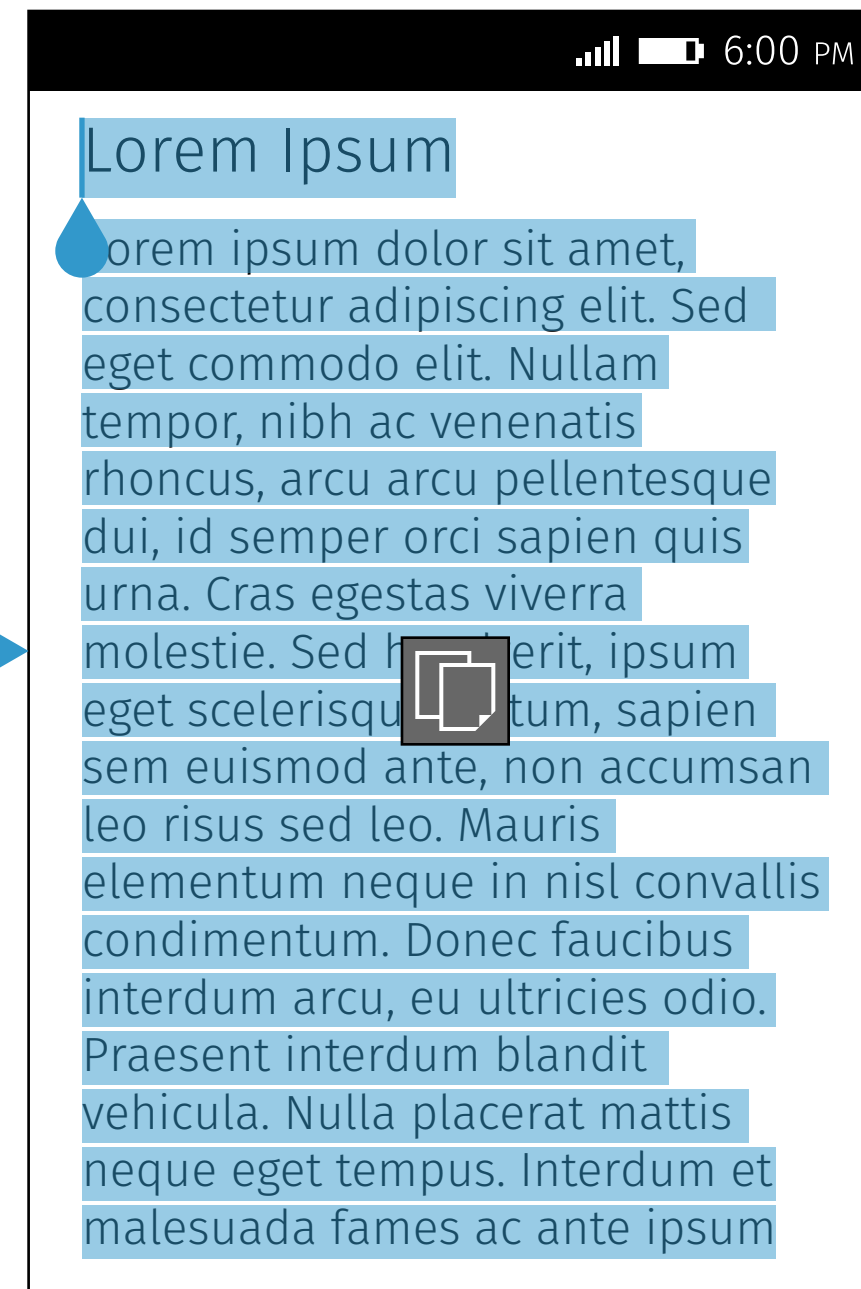 6:00 PM
Lorem Ipsum
orem ipsum dolor sit amet,
consectetur adipiscing elit. Sed
eget commodo elit. Nullam
tempor, nibh ac venenatis
rhoncus, arcu arcu pellentesque
dui, id semper orci sapien quis
urna. Cras egestas viverra
molestie. Sed erit, ipsum
eget scelerisqu tum, sapien
sem euismod ante, non accumsan
leo risus sed leo. Mauris
elementum neque in nisl convallis
condimentum. Donec faucibus
interdum arcu, eu ultricies odio.
Praesent interdum blandit
vehicula. Nulla placerat mattis
neque eget tempus. Interdum et
malesuada fames ac ante ipsum